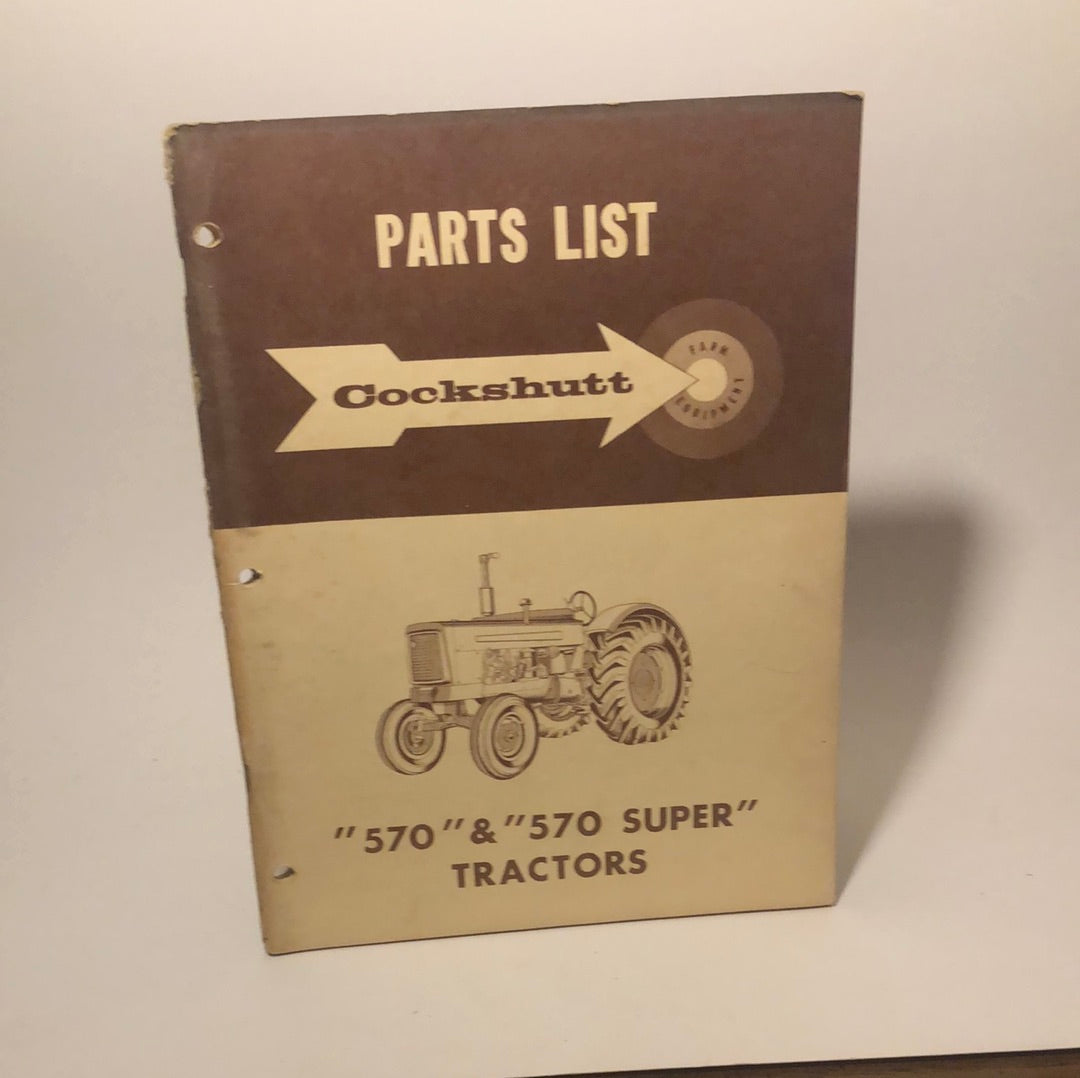 PARTS LIST
Cockshutt
FARM
EQUIPMENT
"570" & "570 SUPER"
TRACTORS